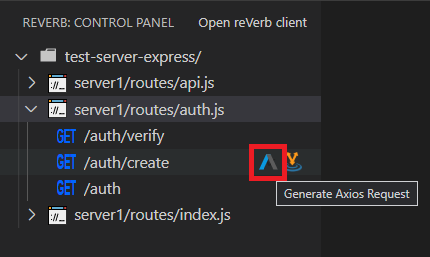 REVERB: CONTROL PANEL Open reVerb client
test-server-express/
server1/routes/api.js
server1/routes/auth.js
GET /auth/verify
GET /auth/create
GET /auth
Generate Axios Request
server1/routes/index.js